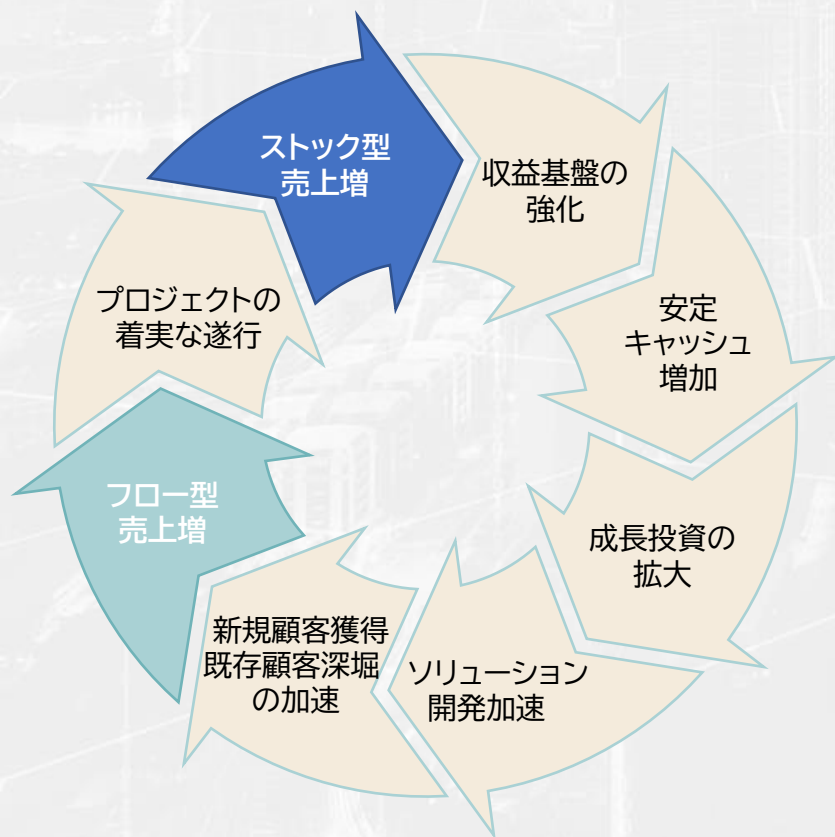 ストック型
売上増
収益基盤の
強化
安定
キャッシュ
増加
成長投資の
拡大
ソリューション
開発加速
新規顧客獲得
既存顧客深堀
の加速
フロー型
売上増
プロジェクトの
着実な遂行